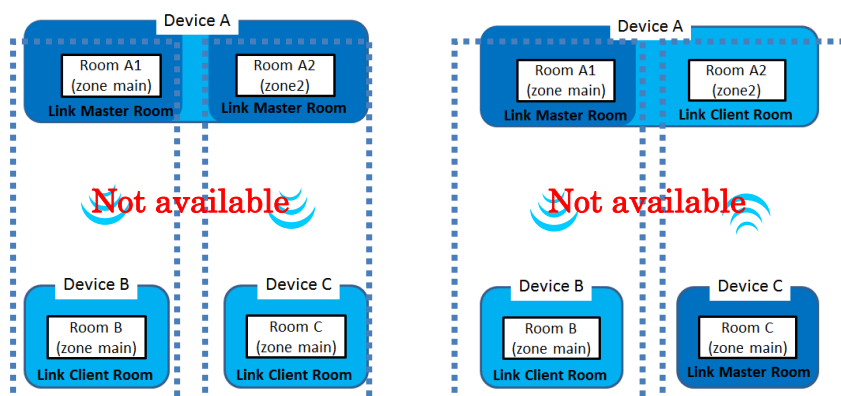 Device A
Room A1
(zone main)
Link Master Room
Room A2
(zone2)
Link Master Room
Not available
Device B
Room B
(zone main)
Link Client Room
Device C
Room C
(zone main)
Link Client Room
Device A
Room A1
(zone main)
Link Master Room
Room A2
(zone2)
Link Client Room
Not available
Device B
Room B
(zone main)
Link Client Room
Device C
Room C
(zone main)
Link Master Room